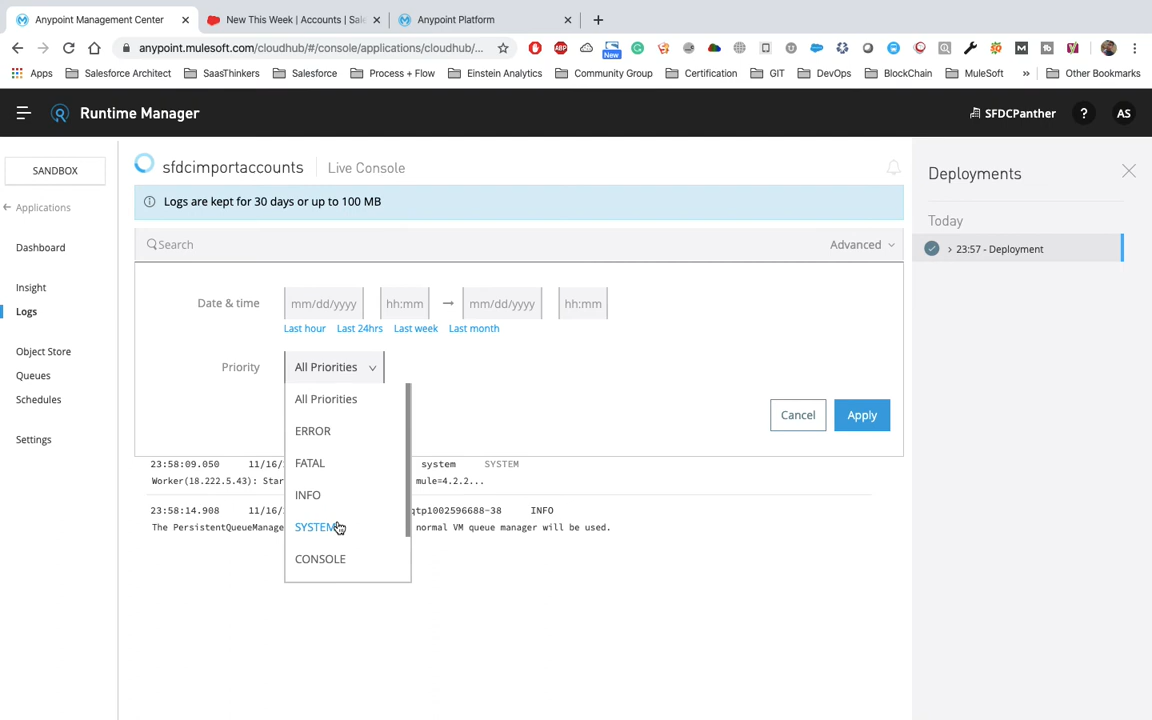 Anypoint Management Center
New This Week | Accounts | Sale
Anypoint Platform
anypoint.mulesoft.com/cloudhub/#/console/applications/cloudhub/...
ABP
New
Apps
Salesforce Architect
SaasThinkers
Salesforce
Process + Flow
Einstein Analytics
Community Group
Certification
GIT
DevOps
BlockChain
MuleSoft
»
Other Bookmarks
Runtime Manager
SFDCPanther
?
AS
SANDBOX
Applications
Dashboard
Insight
Logs
Object Store
Queues
Schedules
Settings
sfdcimportaccounts
Live Console
Logs are kept for 30 days or up to 100 MB
Search
Advanced
Date & time
mm/dd/yyyy
hh:mm
→
mm/dd/yyyy
hh:mm
Last hour
Last 24hrs
Last week
Last month
Priority
All Priorities
All Priorities
ERROR
FATAL
INFO
SYSTEM
CONSOLE
Cancel
Apply
23:58:09.050 11/16/ system SYSTEM
Worker(18.222.5.43): Star mule=4.2.2...
23:58:14.908 11/16/ qtp1002596688-38 INFO
The PersistentQueueManage normal VM queue manager will be used.
Deployments
Today
23:57 - Deployment